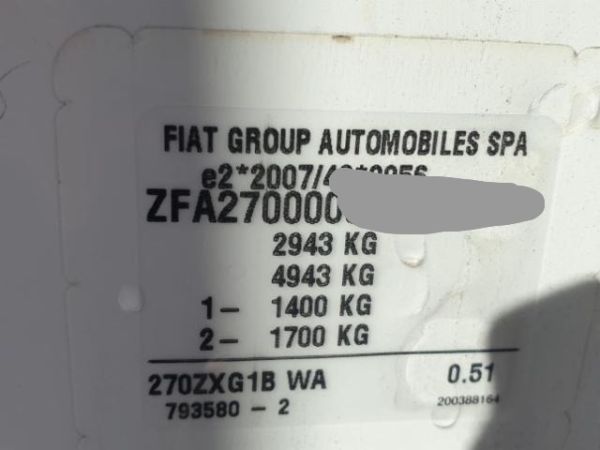 FIAT GROUP AUTOMOBILES SPA
e2*2007/4
ZFA270000
2943 KG
4943 KG
1- 1400 KG
2- 1700 KG
270ZXG1B WA 0.51
793580 - 2 200388164